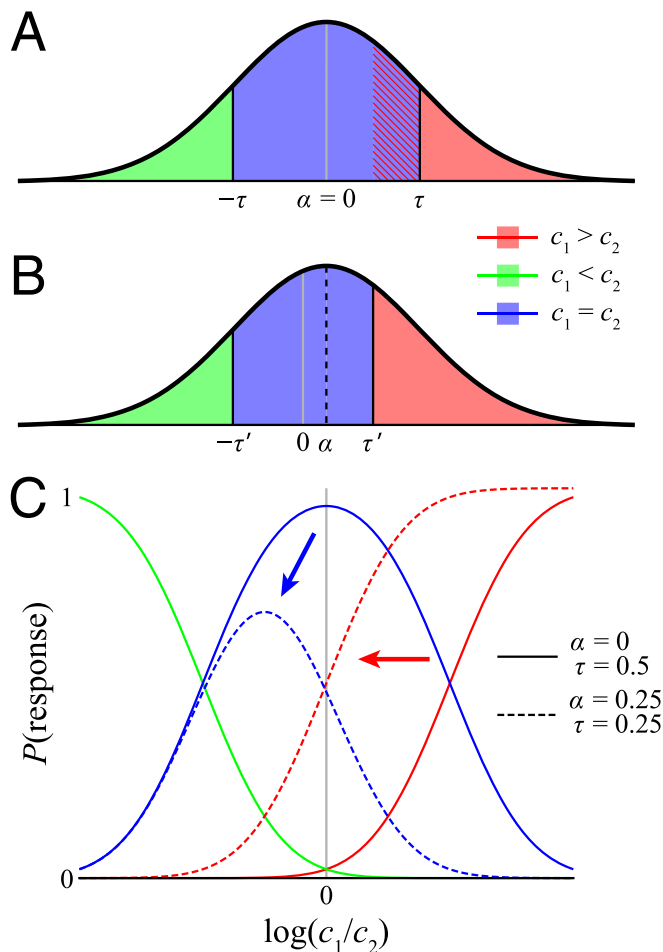 A
−τ α = 0 τ
c₁ > c₂
c₁ < c₂
c₁ = c₂
B
−τ′ 0 α τ′
C
1
P(response)
α = 0
τ = 0.5
α = 0.25
τ = 0.25
0
0
log(c₁/c₂)